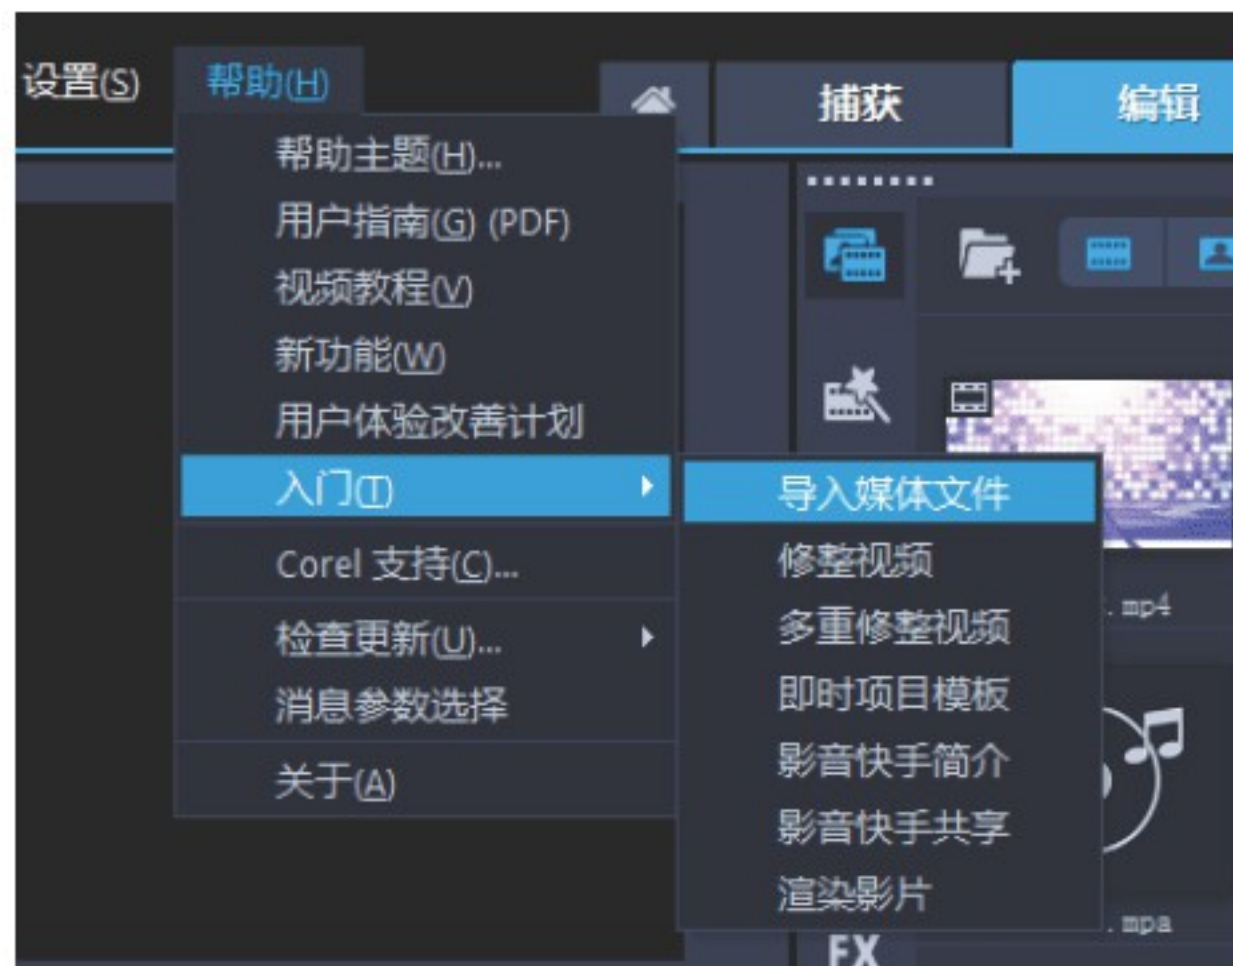 设置(S)
帮助(H)
捕获
编辑
帮助主题(H)...
用户指南(G) (PDF)
视频教程(V)
新功能(W)
用户体验改善计划
入门(T)
Corel 支持(C)...
检查更新(U)...
消息参数选择
关于(A)
导入媒体文件
修整视频
多重修整视频
即时项目模板
影音快手简介
影音快手共享
渲染影片
.mp4
.mpa
FX